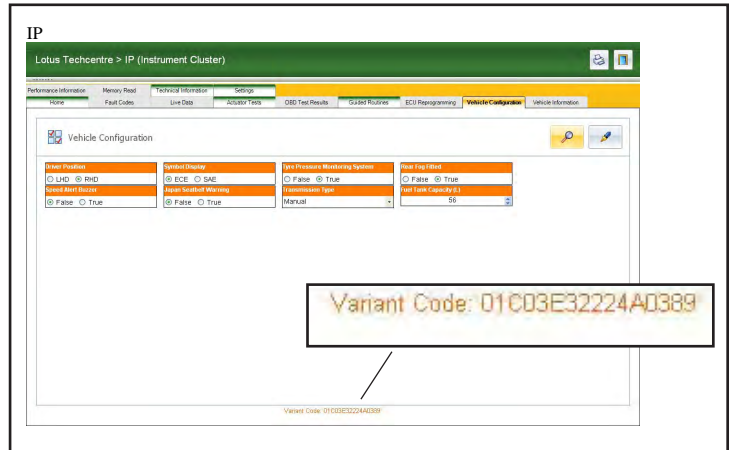 IP
Lotus Techcentre > IP (Instrument Cluster)
Performance Information Memory Read Technical Information Settings
Home Fault Codes Live Data Actuator Tests OBD Test Results Guided Routines ECU Reprogramming Vehicle Configuration Vehicle Information
Vehicle Configuration
Driver Position Symbol Display Tyre Pressure Monitoring System Rear Fog Fitted
LHD RHD ECE SAE False True False True
Speed Alert Buzzer Japan Seatbelt Warning Transmission Type Fuel Tank Capacity (L)
False True False True Manual 56
Variant Code: 01C03E32224A0389
Variant Code: 01C03E32224A0389